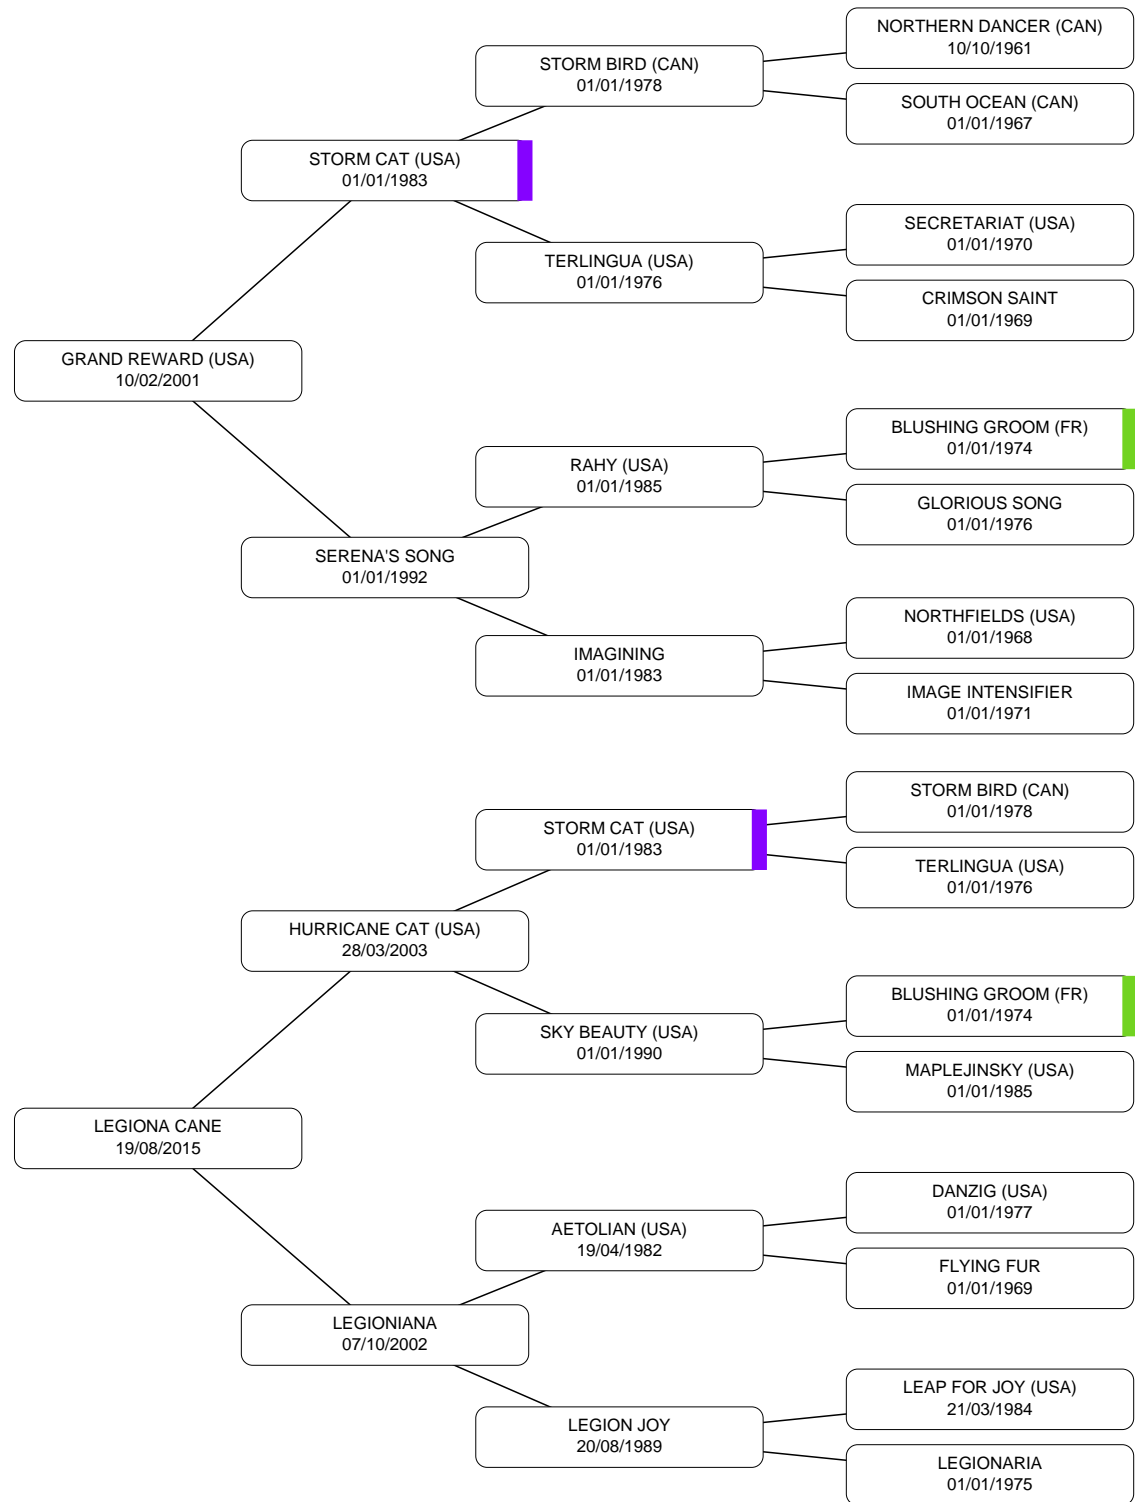 NORTHERN DANCER (CAN)
10/10/1961
STORM BIRD (CAN)
01/01/1978
SOUTH OCEAN (CAN)
01/01/1967
STORM CAT (USA)
01/01/1983
SECRETARIAT (USA)
01/01/1970
TERLINGUA (USA)
01/01/1976
CRIMSON SAINT
01/01/1969
GRAND REWARD (USA)
10/02/2001
BLUSHING GROOM (FR)
01/01/1974
RAHY (USA)
01/01/1985
GLORIOUS SONG
01/01/1976
SERENA'S SONG
01/01/1992
NORTHFIELDS (USA)
01/01/1968
IMAGINING
01/01/1983
IMAGE INTENSIFIER
01/01/1971
STORM BIRD (CAN)
01/01/1978
STORM CAT (USA)
01/01/1983
TERLINGUA (USA)
01/01/1976
HURRICANE CAT (USA)
28/03/2003
BLUSHING GROOM (FR)
01/01/1974
SKY BEAUTY (USA)
01/01/1990
MAPLEJINSKY (USA)
01/01/1985
LEGIONA CANE
19/08/2015
DANZIG (USA)
01/01/1977
AETOLIAN (USA)
19/04/1982
FLYING FUR
01/01/1969
LEGIONIANA
07/10/2002
LEAP FOR JOY (USA)
21/03/1984
LEGION JOY
20/08/1989
LEGIONARIA
01/01/1975